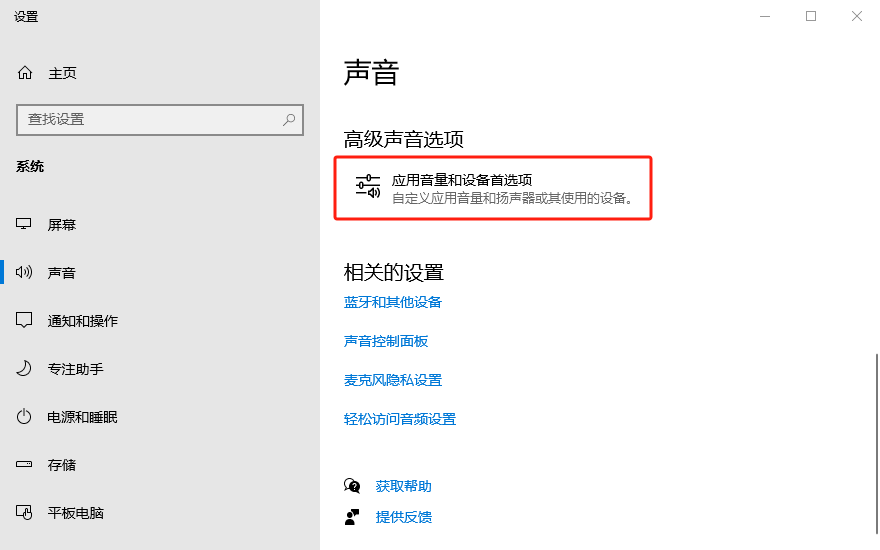 设置
主页
查找设置
系统
屏幕
声音
通知和操作
专注助手
电源和睡眠
存储
平板电脑
声音
高级声音选项
应用音量和设备首选项
自定义应用音量和扬声器或其使用的设备。
相关的设置
蓝牙和其他设备
声音控制面板
麦克风隐私设置
轻松访问音频设置
获取帮助
提供反馈